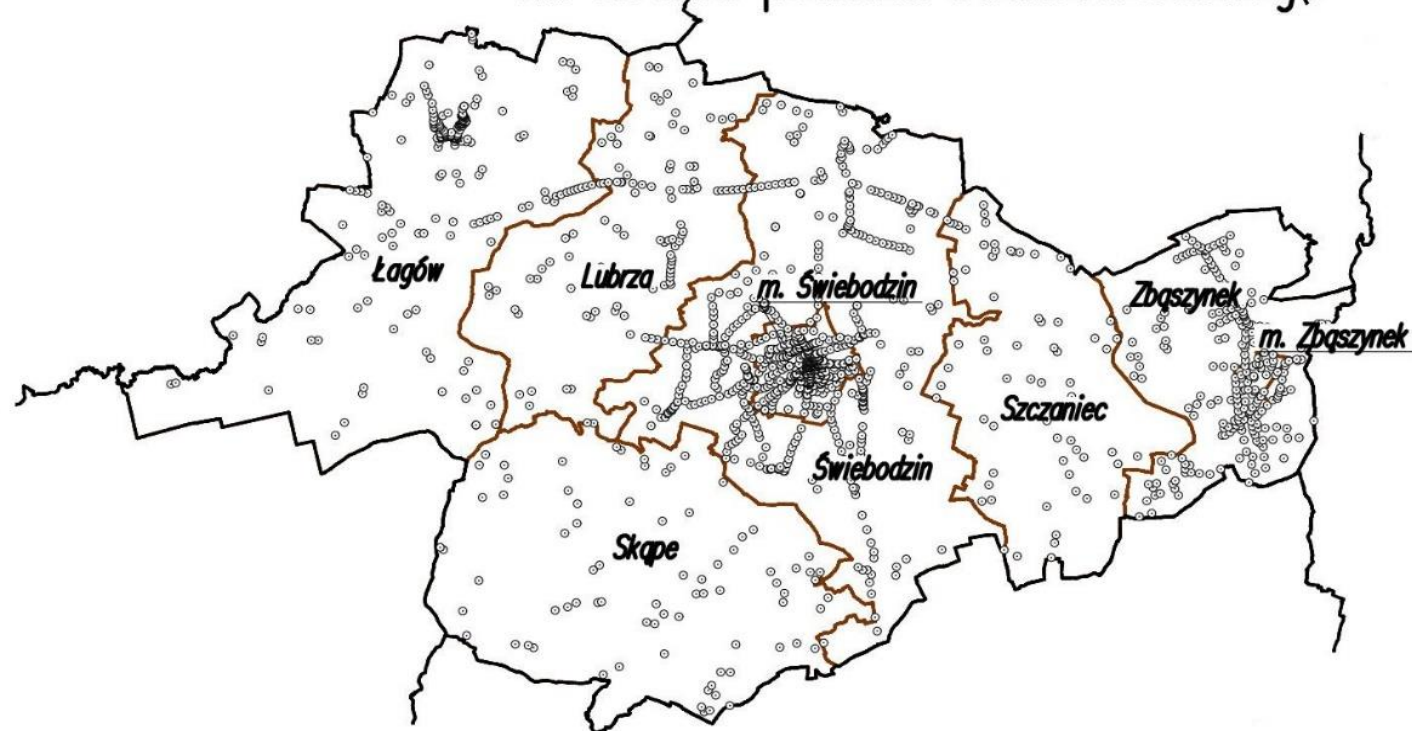 Łagów
Lubrza
m. Świebodzin
Zbąszynek
m. Zbąszynek
Szczaniec
Świebodzin
Skąpe